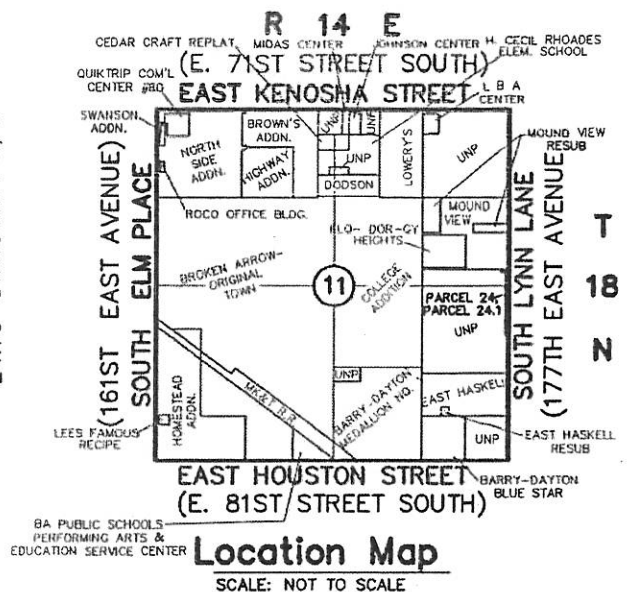 R 14 E
CEDAR CRAFT REPLAT
MIDAS CENTER
JOHNSON CENTER
H. CECIL RHOADES
ELEM. SCHOOL
(E. 71ST STREET SOUTH)
QUIKTRIP COM'L
CENTER #80
EAST KENOSHA STREET
L B A
CENTER
SWANSON
ADDN.
NORTH
SIDE
ADDN.
BROWN'S
ADDN.
HIGHWAY
ADDN.
UNP
UNP
UNP
DODSON
LOWERY'S
UNP
MOUND VIEW
RESUB
ROCO OFFICE BLDG.
MOUND
VIEW
FLO- DOR-GY
HEIGHTS
(161ST EAST AVENUE)
SOUTH ELM PLACE
BROKEN ARROW-
ORIGINAL
TOWN
11
COLLEGE
ADDITION
PARCEL 24
PARCEL 24.1
UNP
SOUTH LYNN LANE
(177TH EAST AVENUE)
T
18
N
MK&T R.R.
UNP
BARRY-DAYTON
MEDALLION NO.
EAST HASKELL
HOMESTEAD
ADDN.
LEES FAMOUS
RECIPE
UNP
EAST HASKELL
RESUB
EAST HOUSTON STREET
(E. 81ST STREET SOUTH)
BARRY-DAYTON
BLUE STAR
BA PUBLIC SCHOOLS
PERFORMING ARTS &
EDUCATION SERVICE CENTER
Location Map
SCALE: NOT TO SCALE